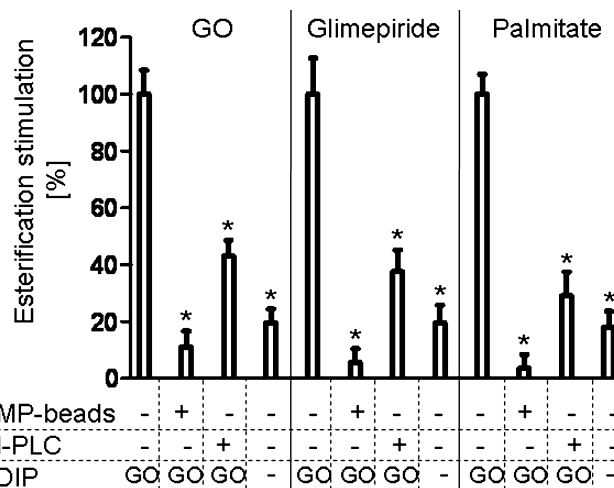 GO Glimepiride Palmitate
Esterification stimulation
[%]
120
100
80
60
40
20
0
* * * * * * * * *
MP-beads - + - - - + - - - + - -
I-PLC - - + - - - + - - - + -
DIP GO GO GO - GO GO GO - GO GO GO -